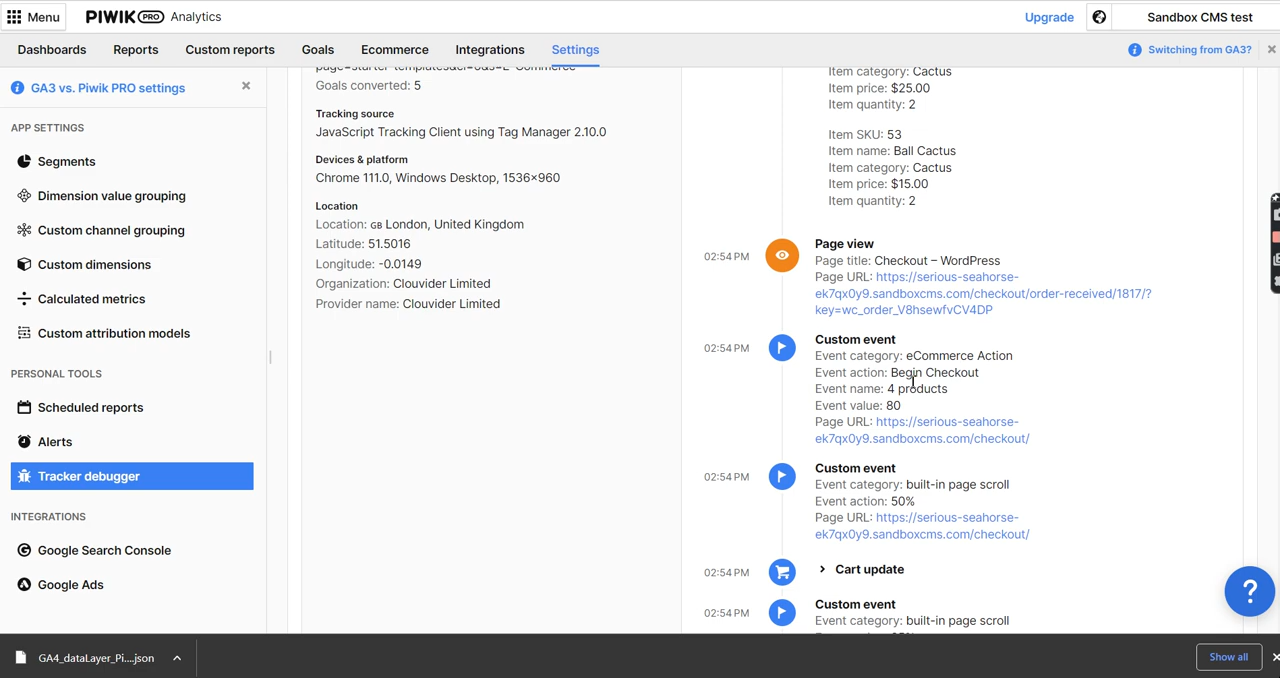 Menu
PIWIK PRO Analytics
Upgrade
Sandbox CMS test
Dashboards
Reports
Custom reports
Goals
Ecommerce
Integrations
Settings
Switching from GA3?
GA3 vs. Piwik PRO settings
APP SETTINGS
Segments
Dimension value grouping
Custom channel grouping
Custom dimensions
Calculated metrics
Custom attribution models
PERSONAL TOOLS
Scheduled reports
Alerts
Tracker debugger
INTEGRATIONS
Google Search Console
Google Ads
Goals converted: 5
Tracking source
JavaScript Tracking Client using Tag Manager 2.10.0
Devices & platform
Chrome 111.0, Windows Desktop, 1536×960
Location
Location: GB London, United Kingdom
Latitude: 51.5016
Longitude: -0.0149
Organization: Clouvider Limited
Provider name: Clouvider Limited
Item category: Cactus
Item price: $25.00
Item quantity: 2
Item SKU: 53
Item name: Ball Cactus
Item category: Cactus
Item price: $15.00
Item quantity: 2
02:54 PM
Page view
Page title: Checkout – WordPress
Page URL: https://serious-seahorse-
ek7qx0y9.sandboxcms.com/checkout/order-received/1817/?
key=wc_order_V8hsewfvCV4DP
02:54 PM
Custom event
Event category: eCommerce Action
Event action: Begin Checkout
Event name: 4 products
Event value: 80
Page URL: https://serious-seahorse-
ek7qx0y9.sandboxcms.com/checkout/
02:54 PM
Custom event
Event category: built-in page scroll
Event action: 50%
Page URL: https://serious-seahorse-
ek7qx0y9.sandboxcms.com/checkout/
02:54 PM
Cart update
02:54 PM
Custom event
Event category: built-in page scroll
?
GA4_dataLayer_Pi....json
Show all